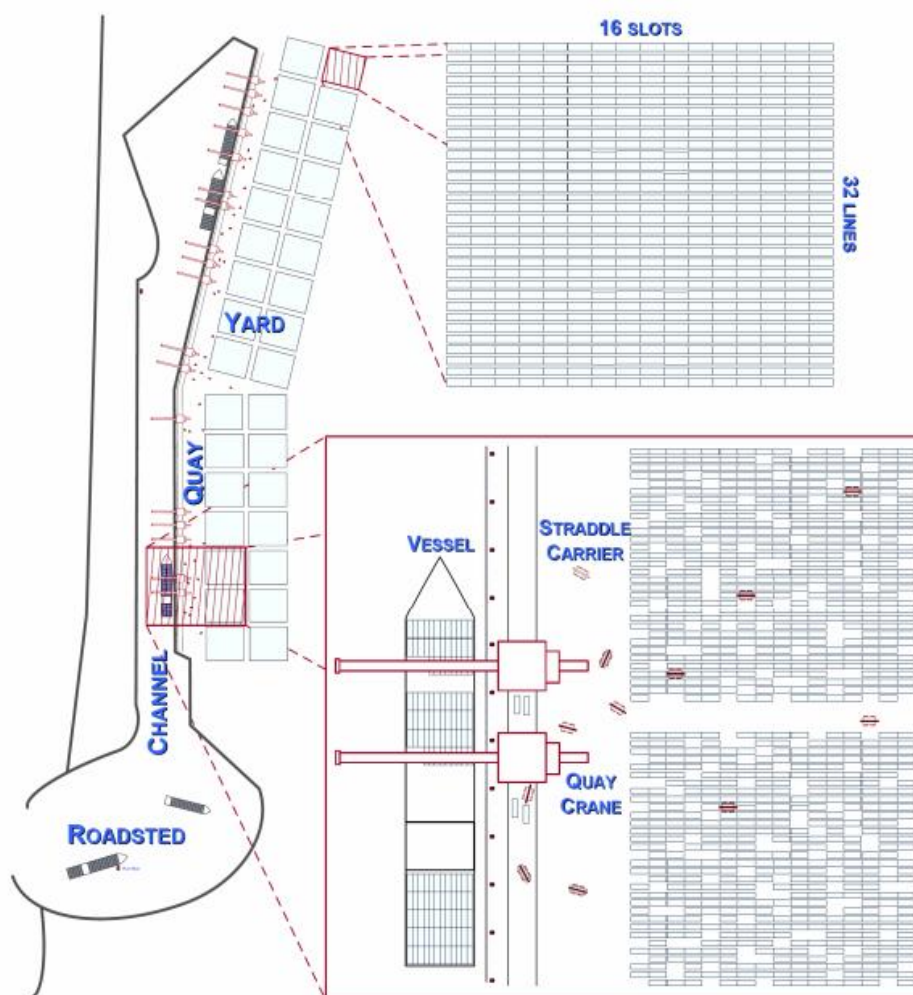 16 SLOTS
32 LINES
YARD
QUAY
VESSEL
STRADDLE
CARRIER
CHANNEL
QUAY
CRANE
ROADSTED